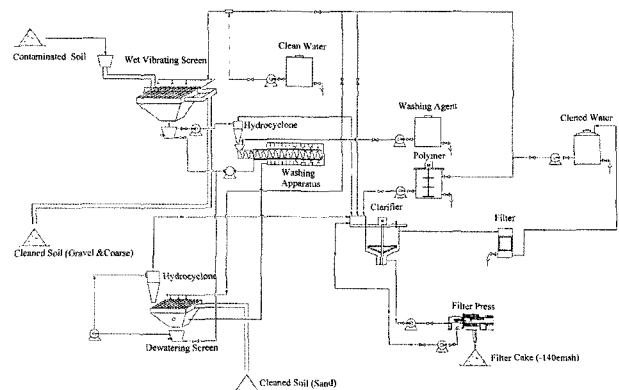 Contaminated Soil
Wet Vibrating Screen
Clean Water
Hydrocyclone
Washing Agent
Clened Water
Washing
Apparatus
Polymer
M
Clarifier
M
Filter
Cleaned Soil (Gravel &Coarse)
Hydrocyclone
Filter Press
Dewatering Screen
Filter Cake (-140emsh)
Cleaned Soil (Sand)